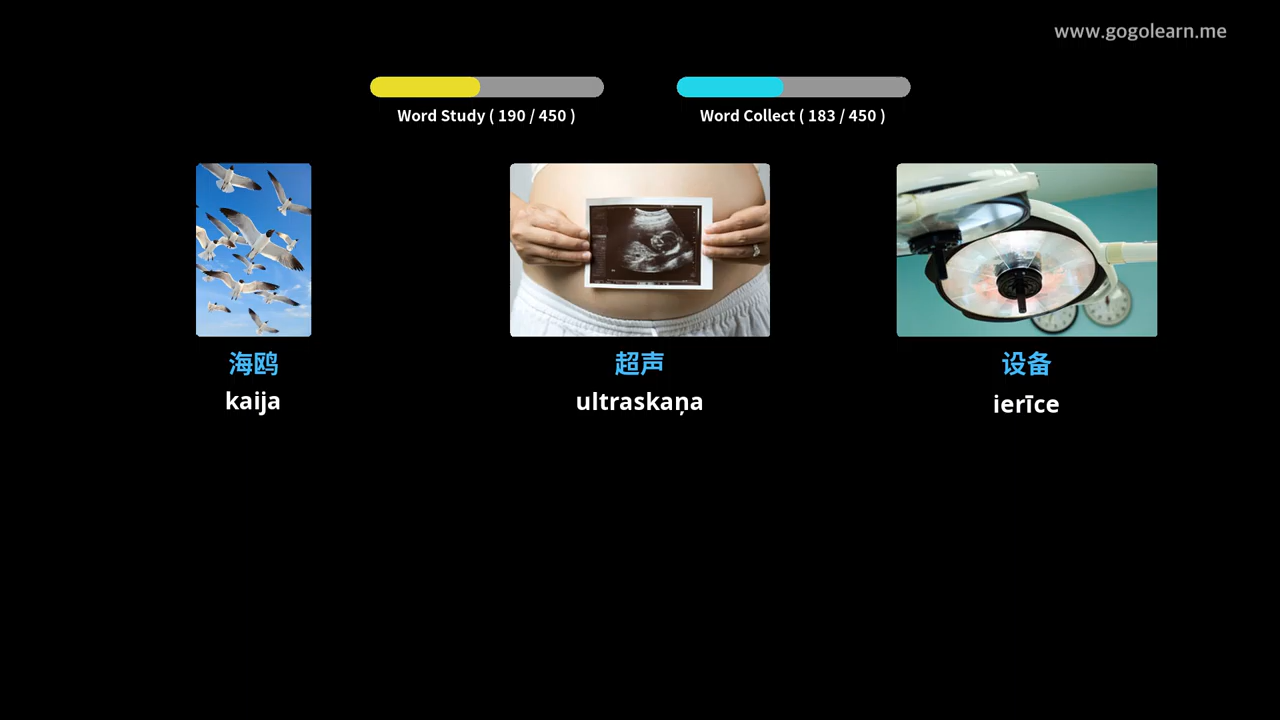 www.gogolearn.me
Word Study ( 190 / 450 )
Word Collect ( 183 / 450 )
海鸥
超声
设备
kaija
ultraskaņa
ierīce